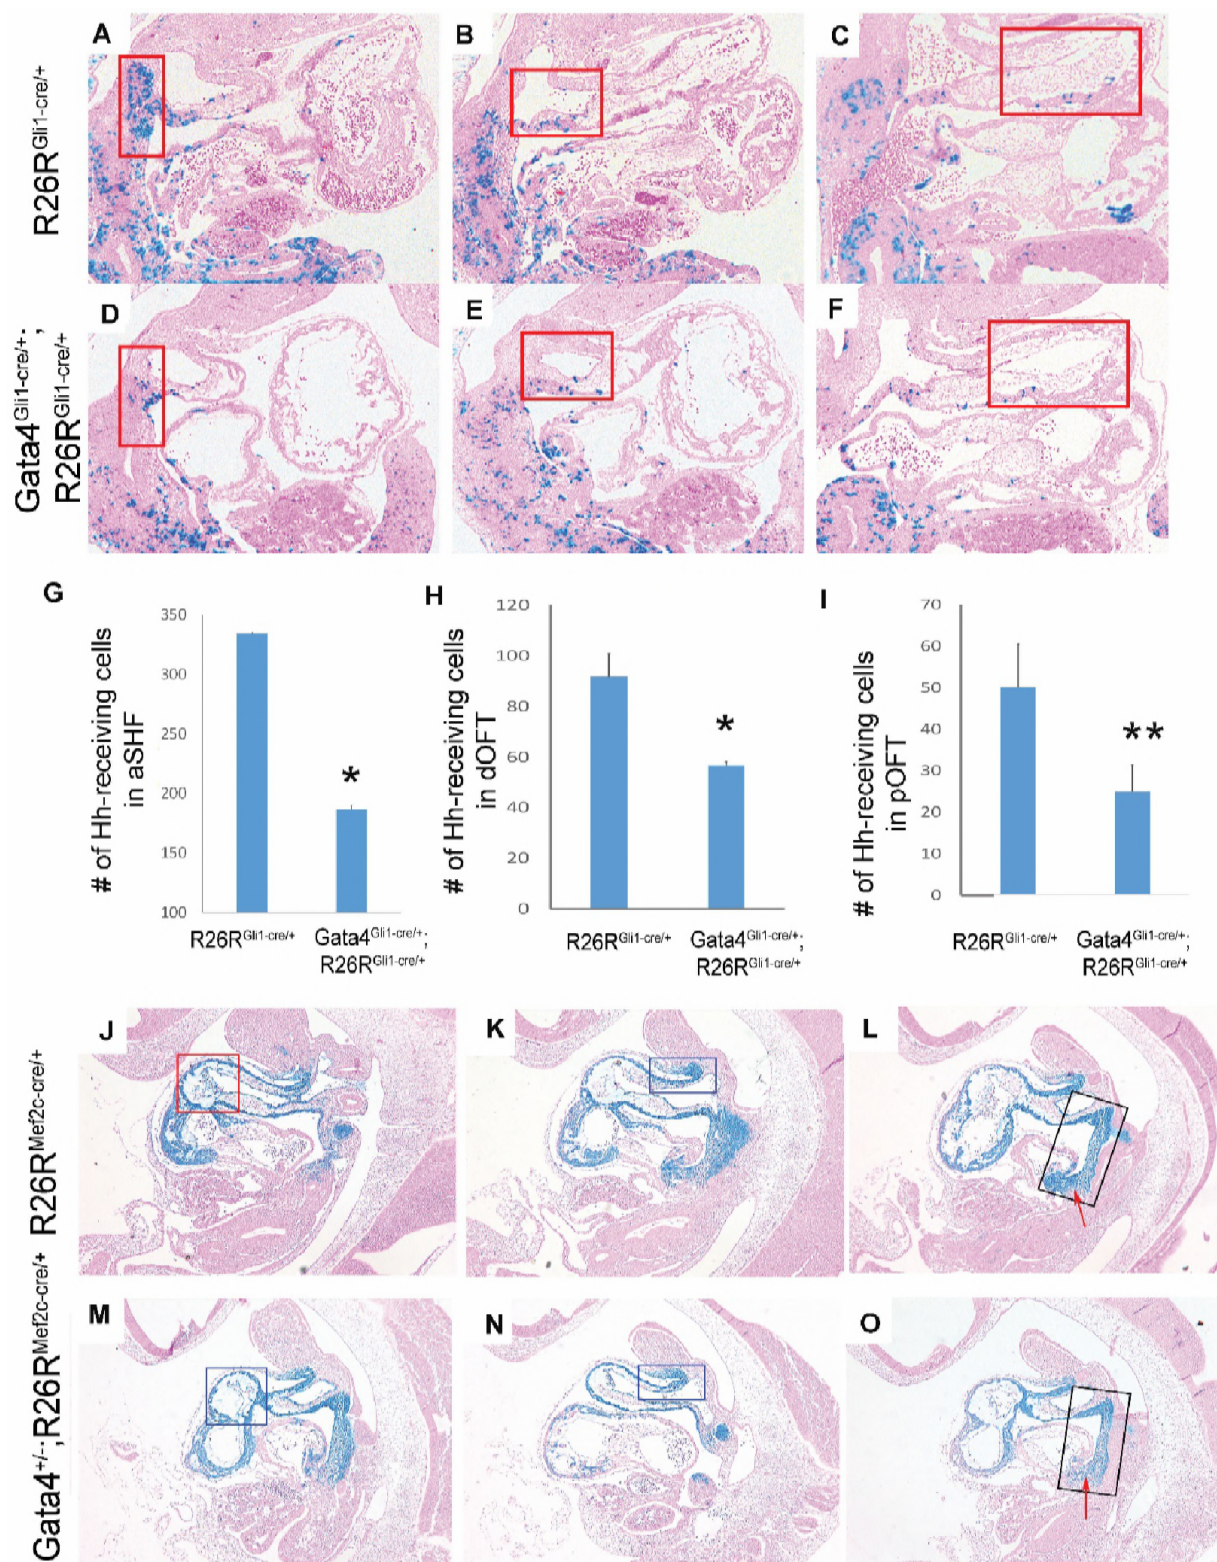 A
B
C
R26R^Gli1-cre/+
D
E
F
Gata4^Gli1-cre/+;
R26R^Gli1-cre/+
G
# of Hh-receiving cells
in aSHF
350
300
250
200
150
100
*
R26R^Gli1-cre/+
Gata4^Gli1-cre/+;
R26R^Gli1-cre/+
H
# of Hh-receiving cells
in dOFT
120
100
80
60
40
20
0
*
R26R^Gli1-cre/+
Gata4^Gli1-cre/+;
R26R^Gli1-cre/+
I
# of Hh-receiving cells
in pOFT
70
60
50
40
30
20
10
0
**
R26R^Gli1-cre/+
Gata4^Gli1-cre/+;
R26R^Gli1-cre/+
J
K
L
R26R^Mef2c-cre/+
M
N
O
Gata4^+/-;R26R^Mef2c-cre/+